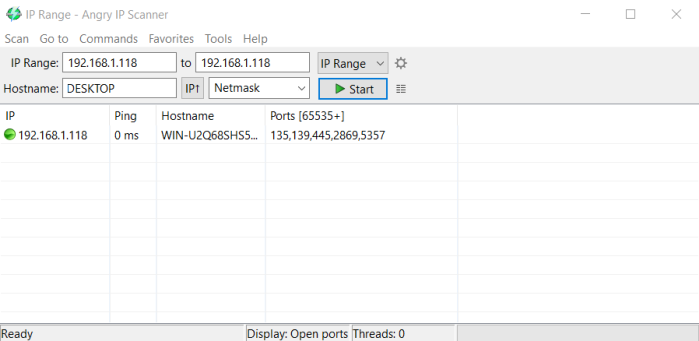 IP Range - Angry IP Scanner
Scan Go to Commands Favorites Tools Help
IP Range: 192.168.1.118 to 192.168.1.118 IP Range
Hostname: DESKTOP IP↑ Netmask Start
IP Ping Hostname Ports [65535+]
192.168.1.118 0 ms WIN-U2Q68SHS5... 135,139,445,2869,5357
Ready Display: Open ports Threads: 0